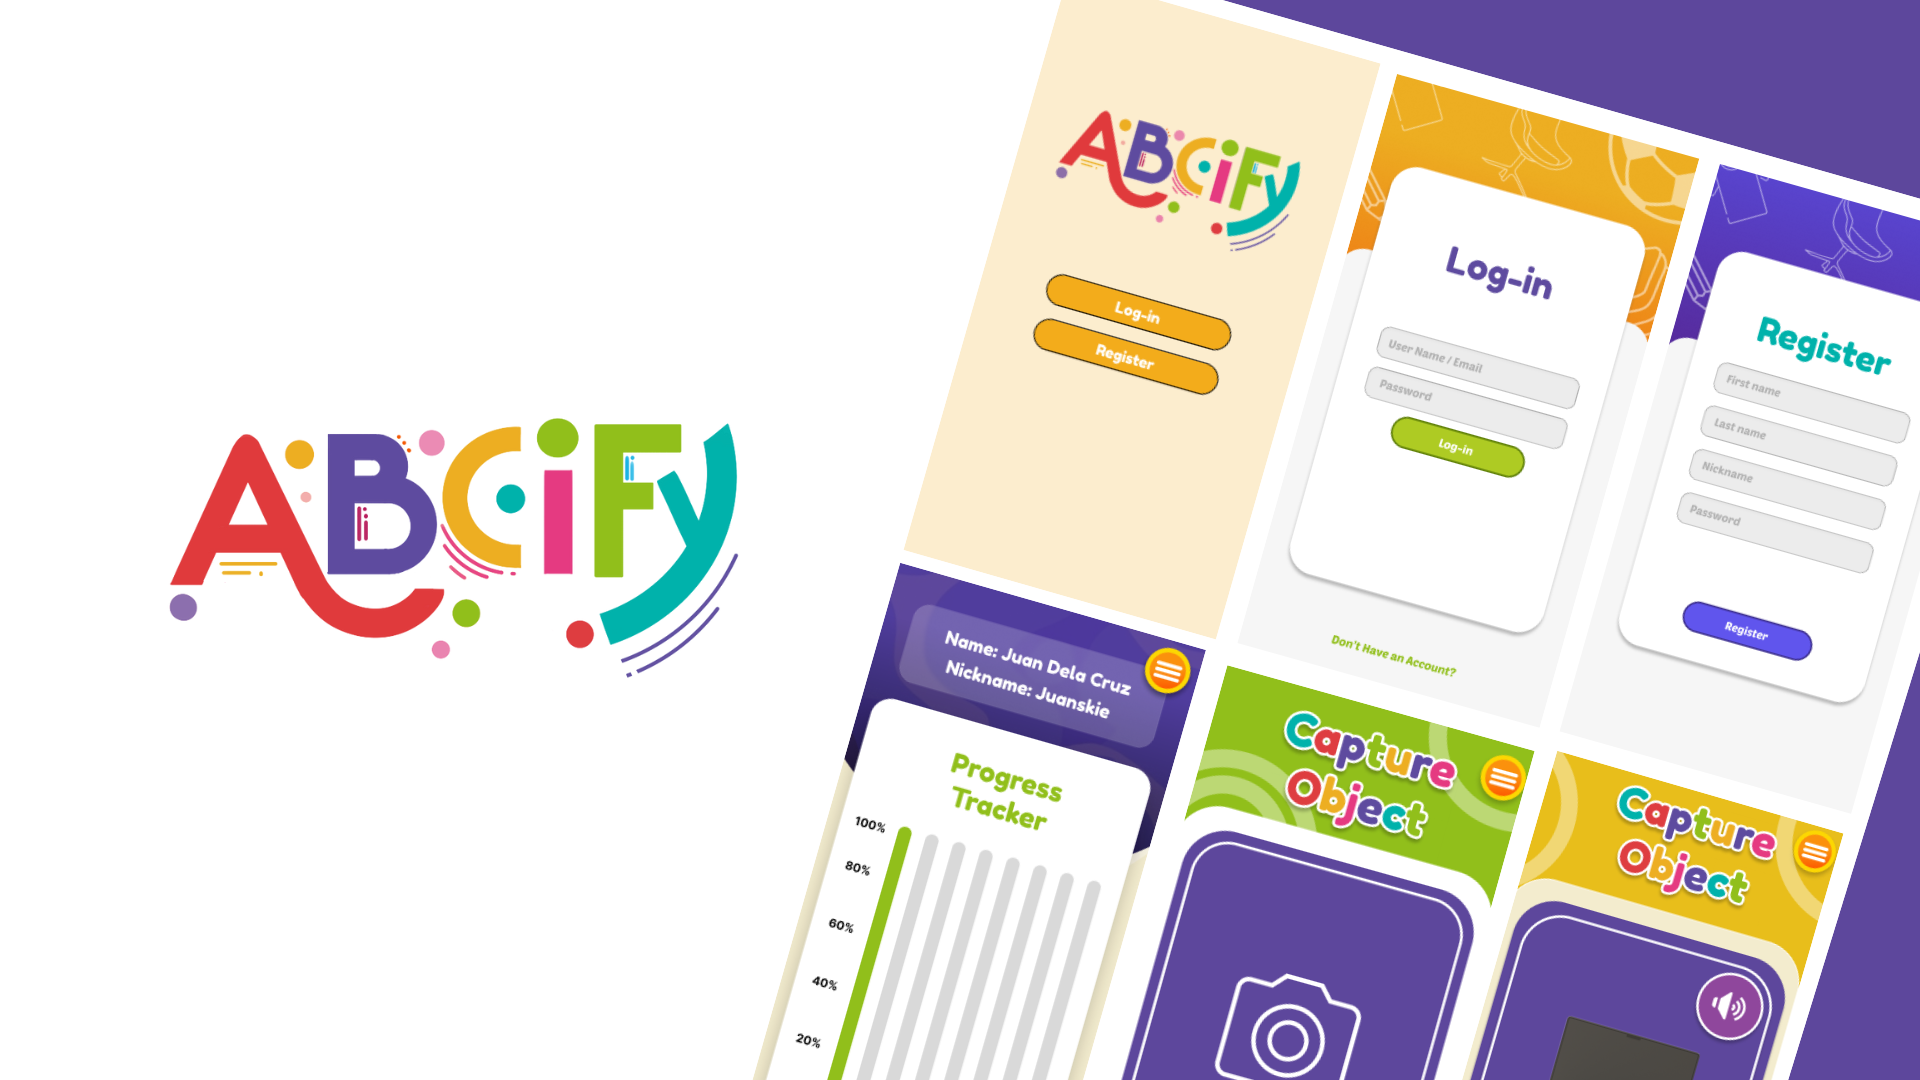 ABCiFy
ABCiFy
Log-in
Register
Log-in
User Name / Email
Password
Log-in
Don't Have an Account?
Register
First name
Last name
Nickname
Password
Register
Name: Juan Dela Cruz
Nickname: Juanskie
Progress
Tracker
100%
80%
60%
40%
20%
Capture
Object
Capture
Object